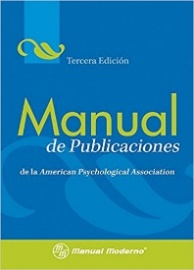 Tercera Edición
Manual
de Publicaciones
de la American Psychological Association
Manual Moderno®